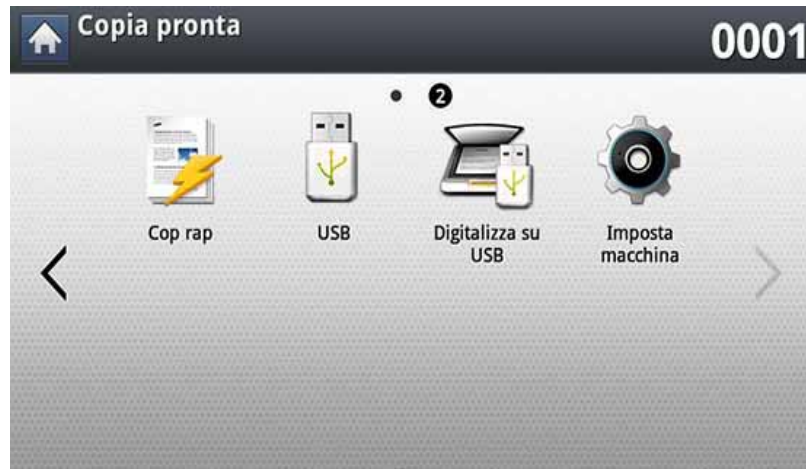 Copia pronta
0001
2
Cop rap
USB
Digitalizza su
USB
Imposta
macchina